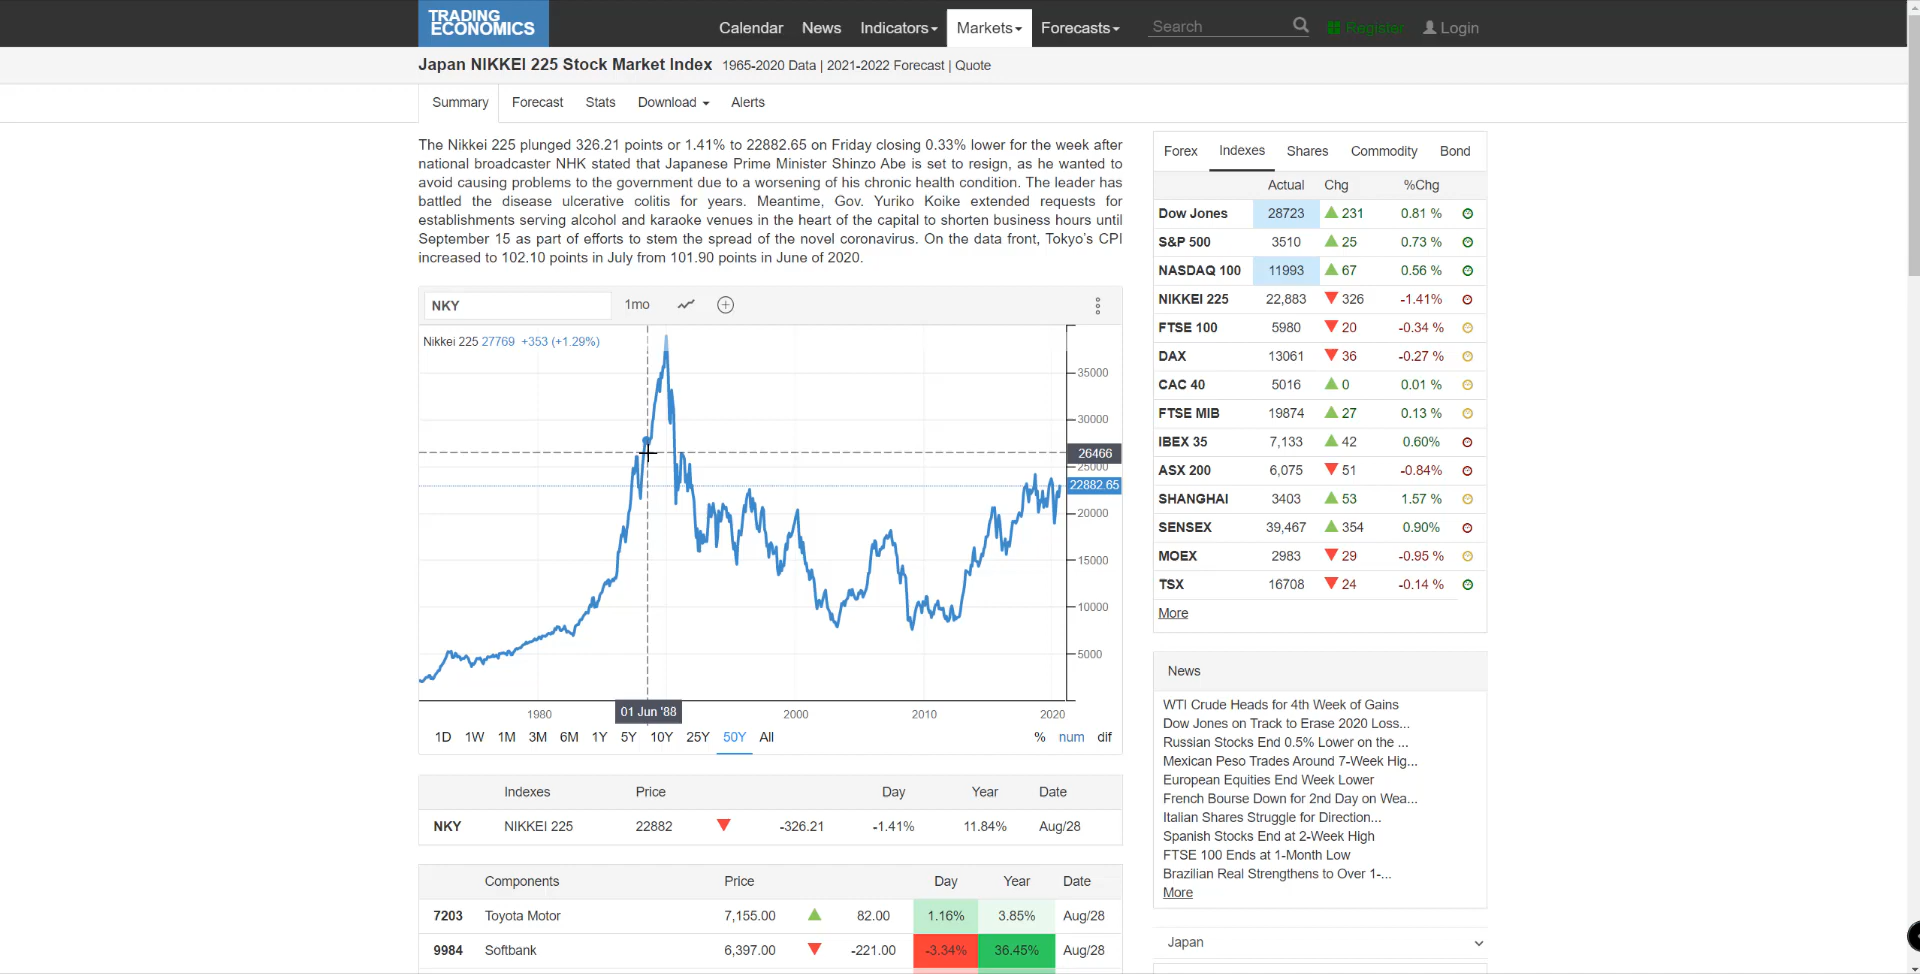 TRADING
ECONOMICS
Calendar News Indicators Markets Forecasts Search Register Login
Japan NIKKEI 225 Stock Market Index 1965-2020 Data | 2021-2022 Forecast | Quote
Summary Forecast Stats Download Alerts
The Nikkei 225 plunged 326.21 points or 1.41% to 22882.65 on Friday closing 0.33% lower for the week after
national broadcaster NHK stated that Japanese Prime Minister Shinzo Abe is set to resign, as he wanted to
avoid causing problems to the government due to a worsening of his chronic health condition. The leader has
battled the disease ulcerative colitis for years. Meantime, Gov. Yuriko Koike extended requests for
establishments serving alcohol and karaoke venues in the heart of the capital to shorten business hours until
September 15 as part of efforts to stem the spread of the novel coronavirus. On the data front, Tokyo's CPI
increased to 102.10 points in July from 101.90 points in June of 2020.
NKY 1mo
Nikkei 225 27769 +353 (+1.29%)
35000
30000
26466
25000
22882.65
20000
15000
10000
5000
1980 01 Jun '88 2000 2010 2020
1D 1W 1M 3M 6M 1Y 5Y 10Y 25Y 50Y All % num dif
Indexes Price Day Year Date
NKY NIKKEI 225 22882 -326.21 -1.41% 11.84% Aug/28
Components Price Day Year Date
7203 Toyota Motor 7,155.00 82.00 1.16% 3.85% Aug/28
9984 Softbank 6,397.00 -221.00 -3.34% 36.45% Aug/28
Forex Indexes Shares Commodity Bond
Actual Chg %Chg
Dow Jones 28723 231 0.81 %
S&P 500 3510 25 0.73 %
NASDAQ 100 11993 67 0.56 %
NIKKEI 225 22,883 326 -1.41%
FTSE 100 5980 20 -0.34 %
DAX 13061 36 -0.27 %
CAC 40 5016 0 0.01 %
FTSE MIB 19874 27 0.13 %
IBEX 35 7,133 42 0.60%
ASX 200 6,075 51 -0.84%
SHANGHAI 3403 53 1.57 %
SENSEX 39,467 354 0.90%
MOEX 2983 29 -0.95 %
TSX 16708 24 -0.14 %
More
News
WTI Crude Heads for 4th Week of Gains
Dow Jones on Track to Erase 2020 Loss...
Russian Stocks End 0.5% Lower on the ...
Mexican Peso Trades Around 7-Week Hig...
European Equities End Week Lower
French Bourse Down for 2nd Day on Wea...
Italian Shares Struggle for Direction...
Spanish Stocks End at 2-Week High
FTSE 100 Ends at 1-Month Low
Brazilian Real Strengthens to Over 1-...
More
Japan